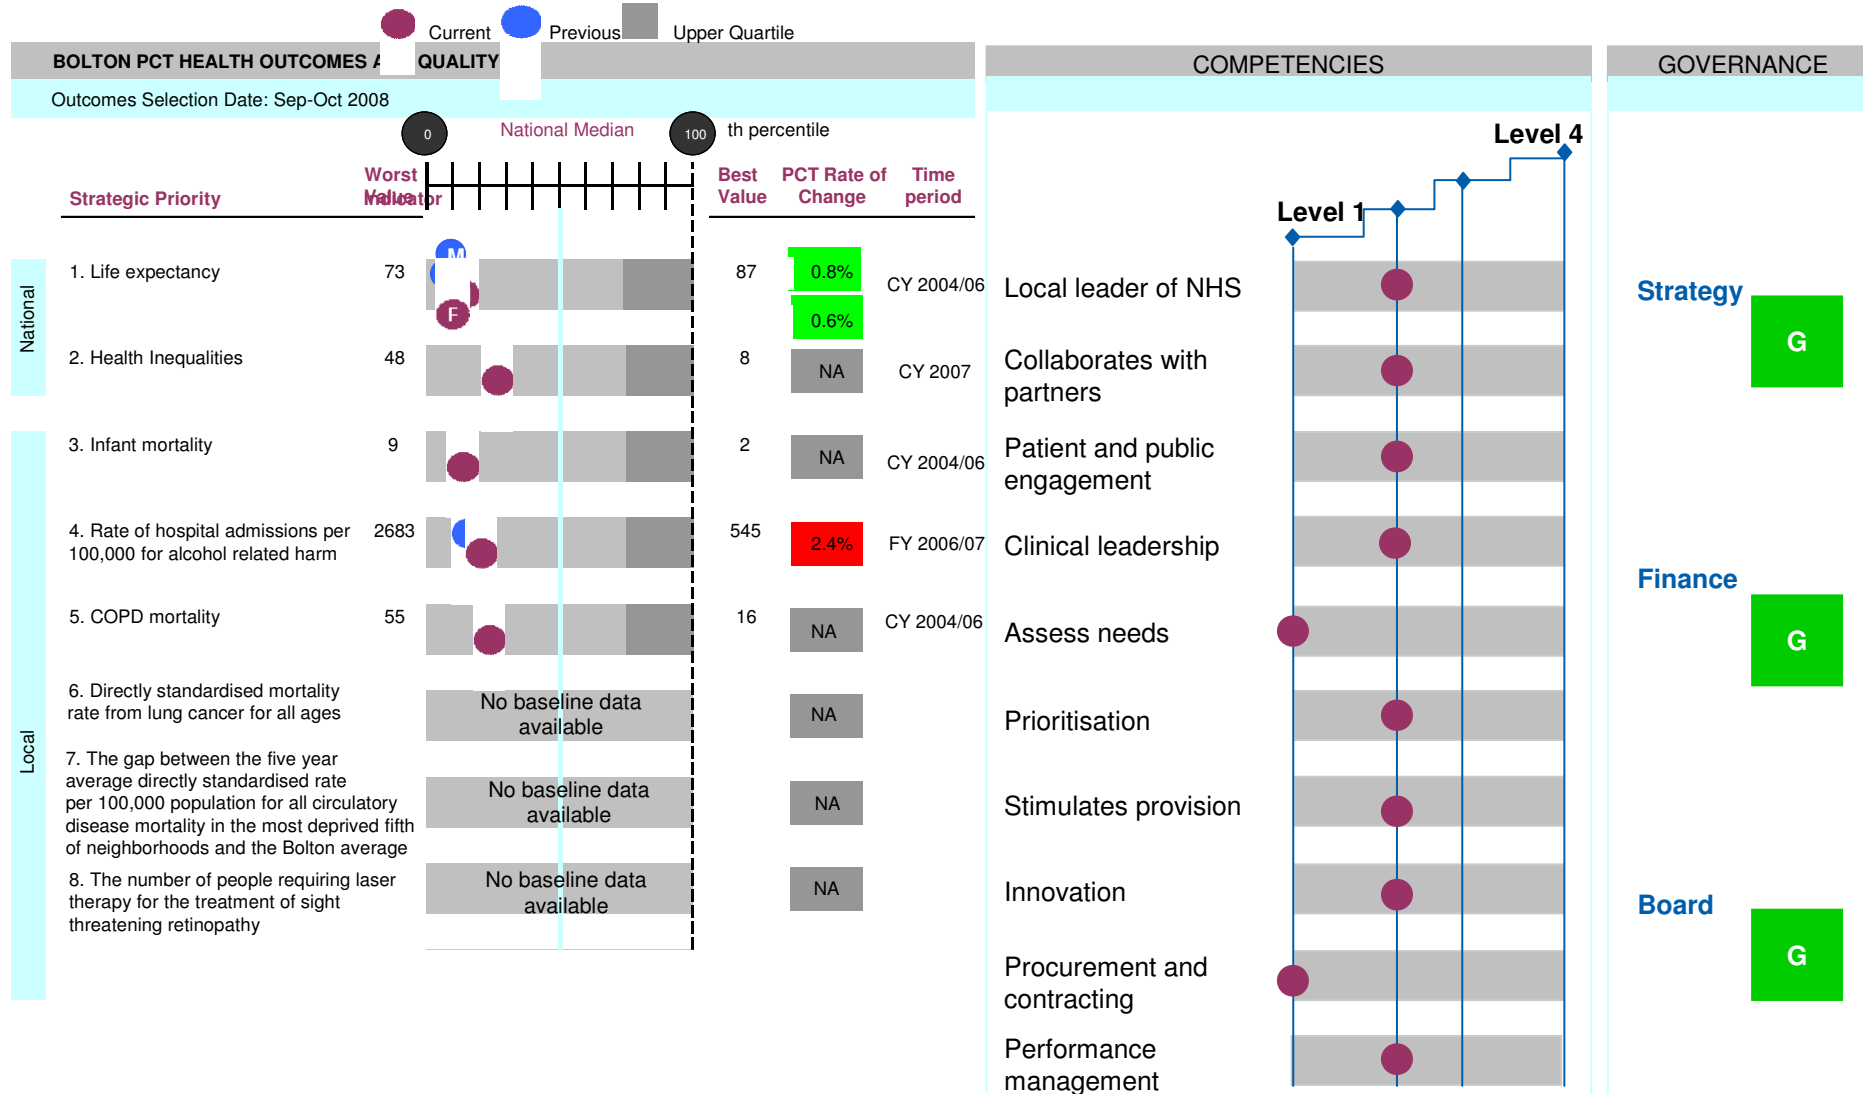 Current Previous Upper Quartile
BOLTON PCT HEALTH OUTCOMES A QUALITY
Outcomes Selection Date: Sep-Oct 2008
0 National Median 100 th percentile
Strategic Priority
Worst
Value
Indicator
Best
Value
PCT Rate of
Change
Time
period
National
1. Life expectancy
73
M
F
87
0.8%
0.6%
CY 2004/06
2. Health Inequalities
48
8
NA
CY 2007
Local
3. Infant mortality
9
2
NA
CY 2004/06
4. Rate of hospital admissions per
100,000 for alcohol related harm
2683
545
2.4%
FY 2006/07
5. COPD mortality
55
16
NA
CY 2004/06
6. Directly standardised mortality
rate from lung cancer for all ages
No baseline data
available
NA
7. The gap between the five year
average directly standardised rate
per 100,000 population for all circulatory
disease mortality in the most deprived fifth
of neighborhoods and the Bolton average
No baseline data
available
NA
8. The number of people requiring laser
therapy for the treatment of sight
threatening retinopathy
No baseline data
available
NA
COMPETENCIES
Level 4
Level 1
Local leader of NHS
Collaborates with
partners
Patient and public
engagement
Clinical leadership
Assess needs
Prioritisation
Stimulates provision
Innovation
Procurement and
contracting
Performance
management
GOVERNANCE
Strategy
G
Finance
G
Board
G